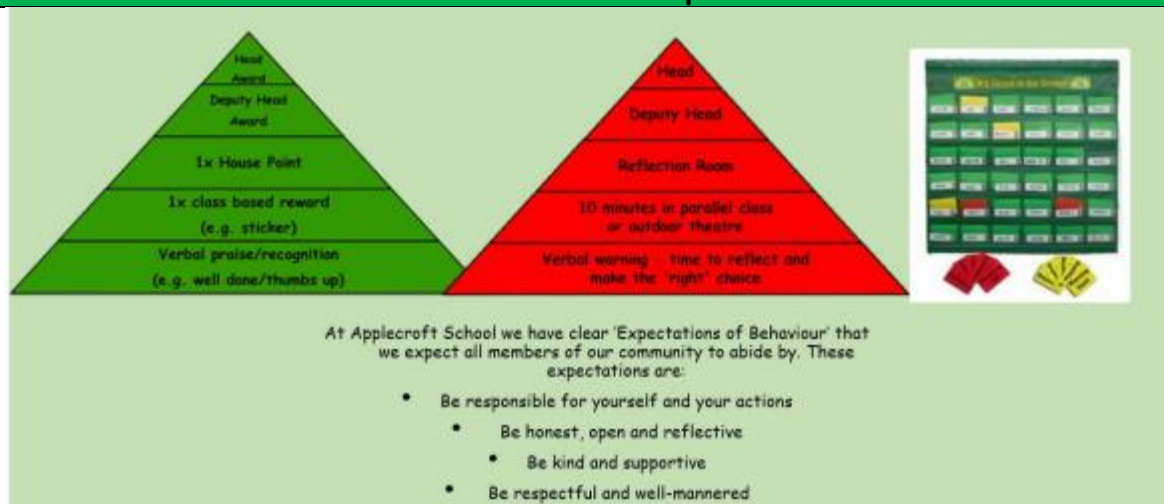 Head
Award
Deputy Head
Award
1x House Point
1x class based reward
(e.g. sticker)
Verbal praise/recognition
(e.g. well done/thumbs up)
Head
Deputy Head
Reflection Room
10 minutes in parallel class
or outdoor theatre
Verbal warning - time to reflect and
make the 'right' choice
At Applecroft School we have clear 'Expectations of Behaviour' that
we expect all members of our community to abide by. These
expectations are:
• Be responsible for yourself and your actions
• Be honest, open and reflective
• Be kind and supportive
• Be respectful and well-mannered